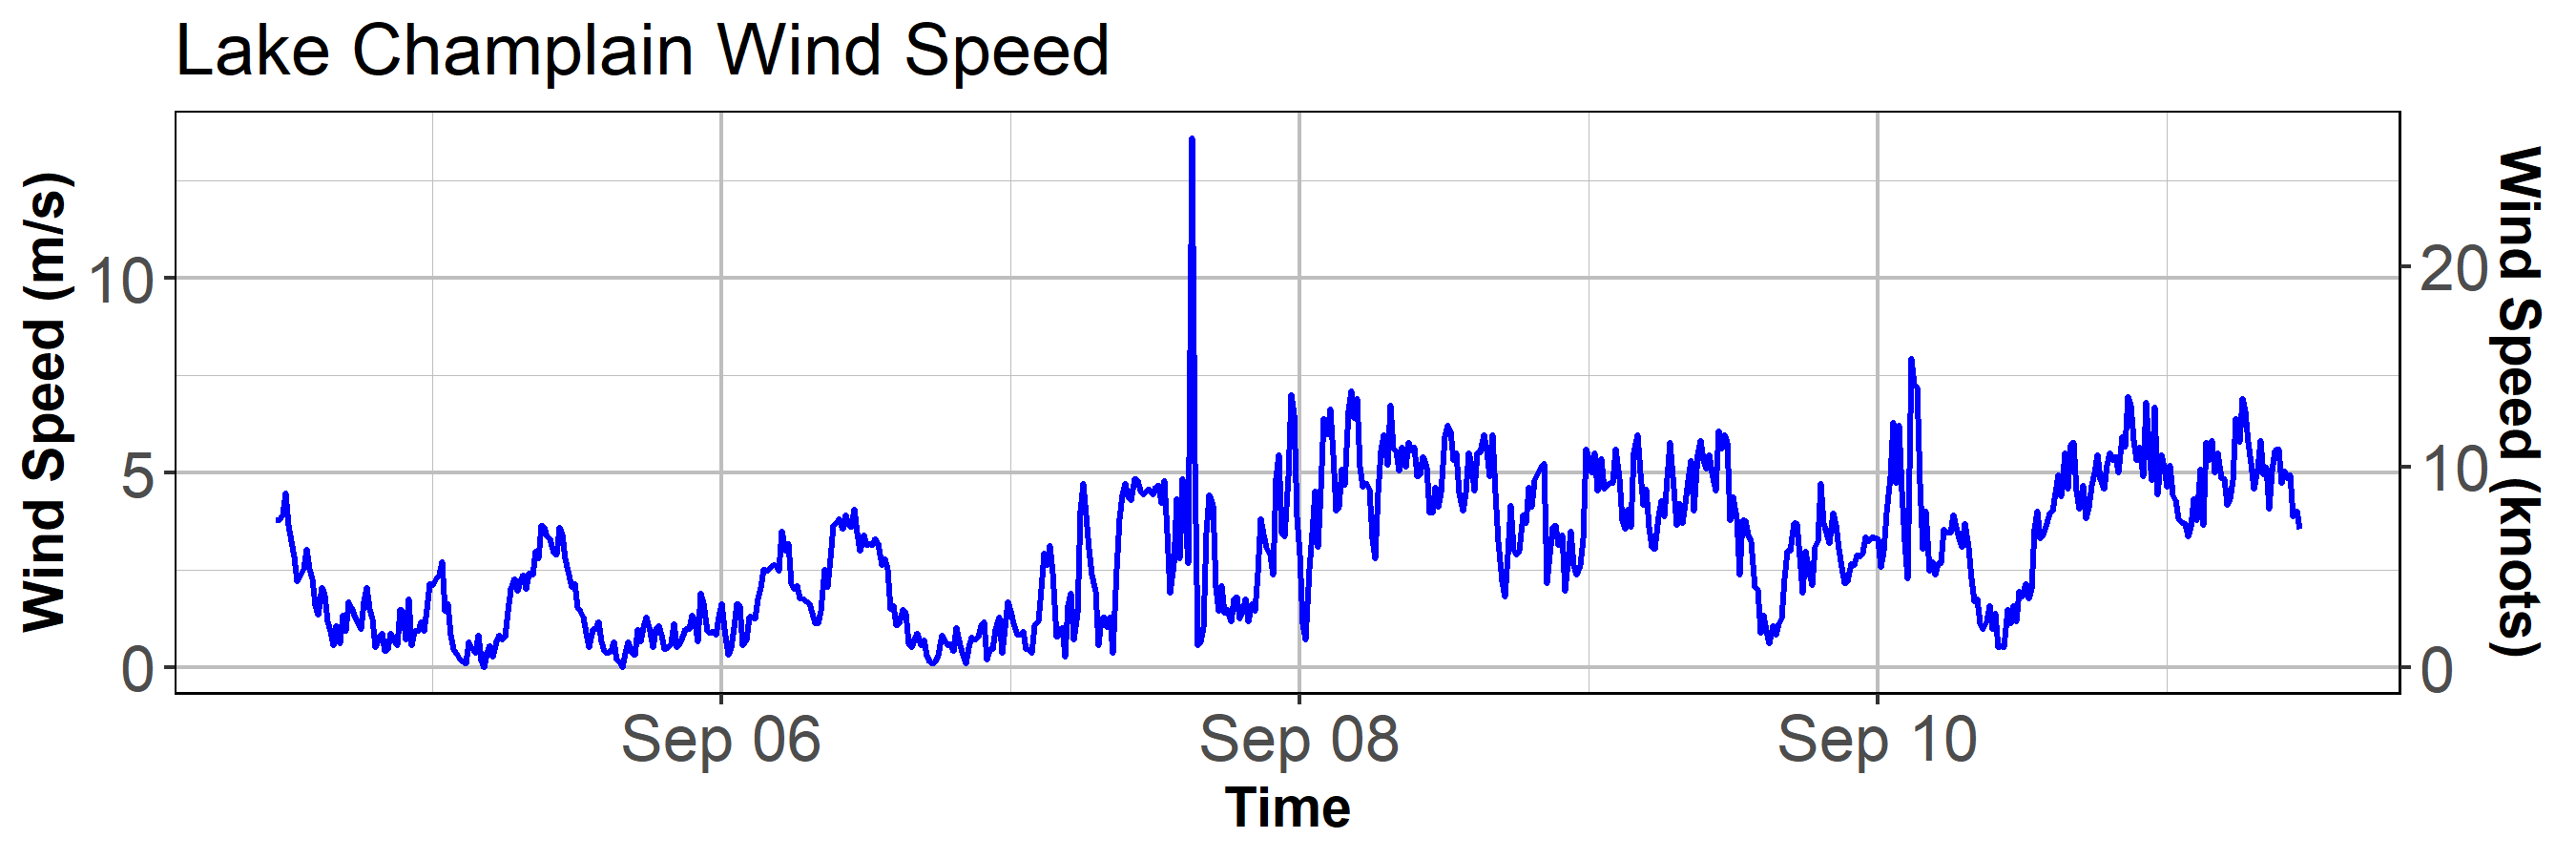 Lake Champlain Wind Speed
Wind Speed (m/s)
10
5
0
20
10
0
Wind Speed (knots)
Sep 06
Sep 08
Sep 10
Time